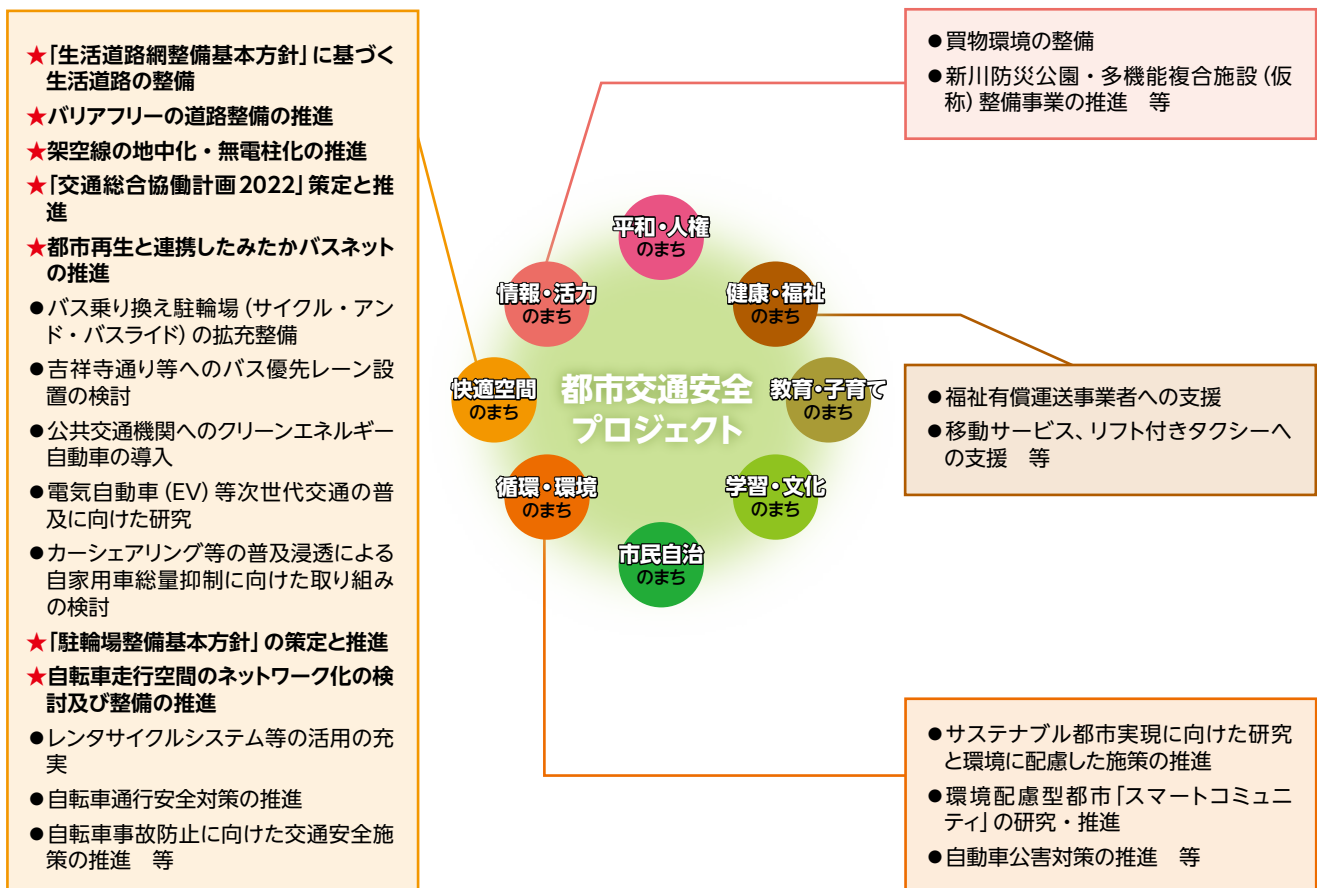 ★「生活道路網整備基本方針」に基づく
生活道路の整備
★バリアフリーの道路整備の推進
★架空線の地中化・無電柱化の推進
★「交通総合協働計画2022」策定と推
進
★都市再生と連携したみたかバスネット
の推進
●バス乗り換え駐輪場(サイクル・アン
ド・バスライド)の拡充整備
●吉祥寺通り等へのバス優先レーン設
置の検討
●公共交通機関へのクリーンエネルギー
自動車の導入
●電気自動車(EV)等次世代交通の普
及に向けた研究
●カーシェアリング等の普及浸透による
自家用車総量抑制に向けた取り組み
の検討
★「駐輪場整備基本方針」の策定と推進
★自転車走行空間のネットワーク化の検
討及び整備の推進
●レンタサイクルシステム等の活用の充
実
●自転車通行安全対策の推進
●自転車事故防止に向けた交通安全施
策の推進　等
平和・人権
のまち
情報・活力
のまち
健康・福祉
のまち
快適空間
のまち
都市交通安全
プロジェクト
教育・子育て
のまち
循環・環境
のまち
学習・文化
のまち
市民自治
のまち
●買物環境の整備
●新川防災公園・多機能複合施設(仮
称)整備事業の推進　等
●福祉有償運送事業者への支援
●移動サービス、リフト付きタクシーへ
の支援　等
●サステナブル都市実現に向けた研究
と環境に配慮した施策の推進
●環境配慮型都市「スマートコミュニ
ティ」の研究・推進
●自動車公害対策の推進　等